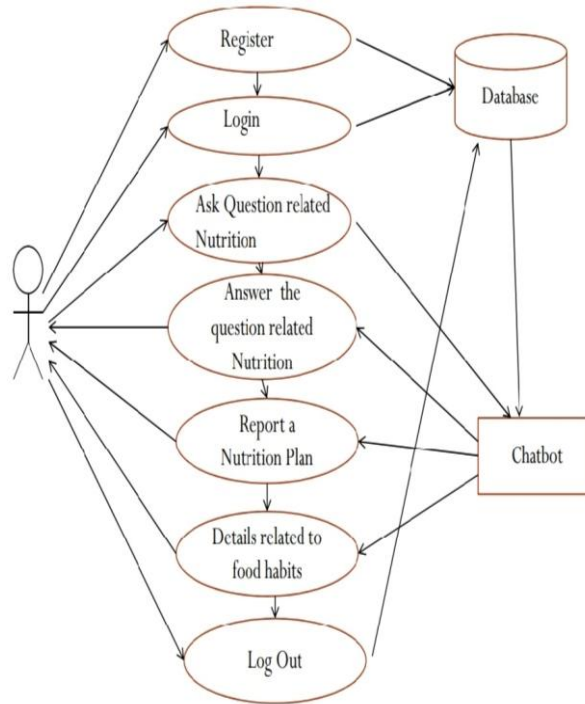 Register
Database
Login
Ask Question related
Nutrition
Answer the
question related
Nutrition
Report a
Nutrition Plan
Chatbot
Details related to
food habits
Log Out